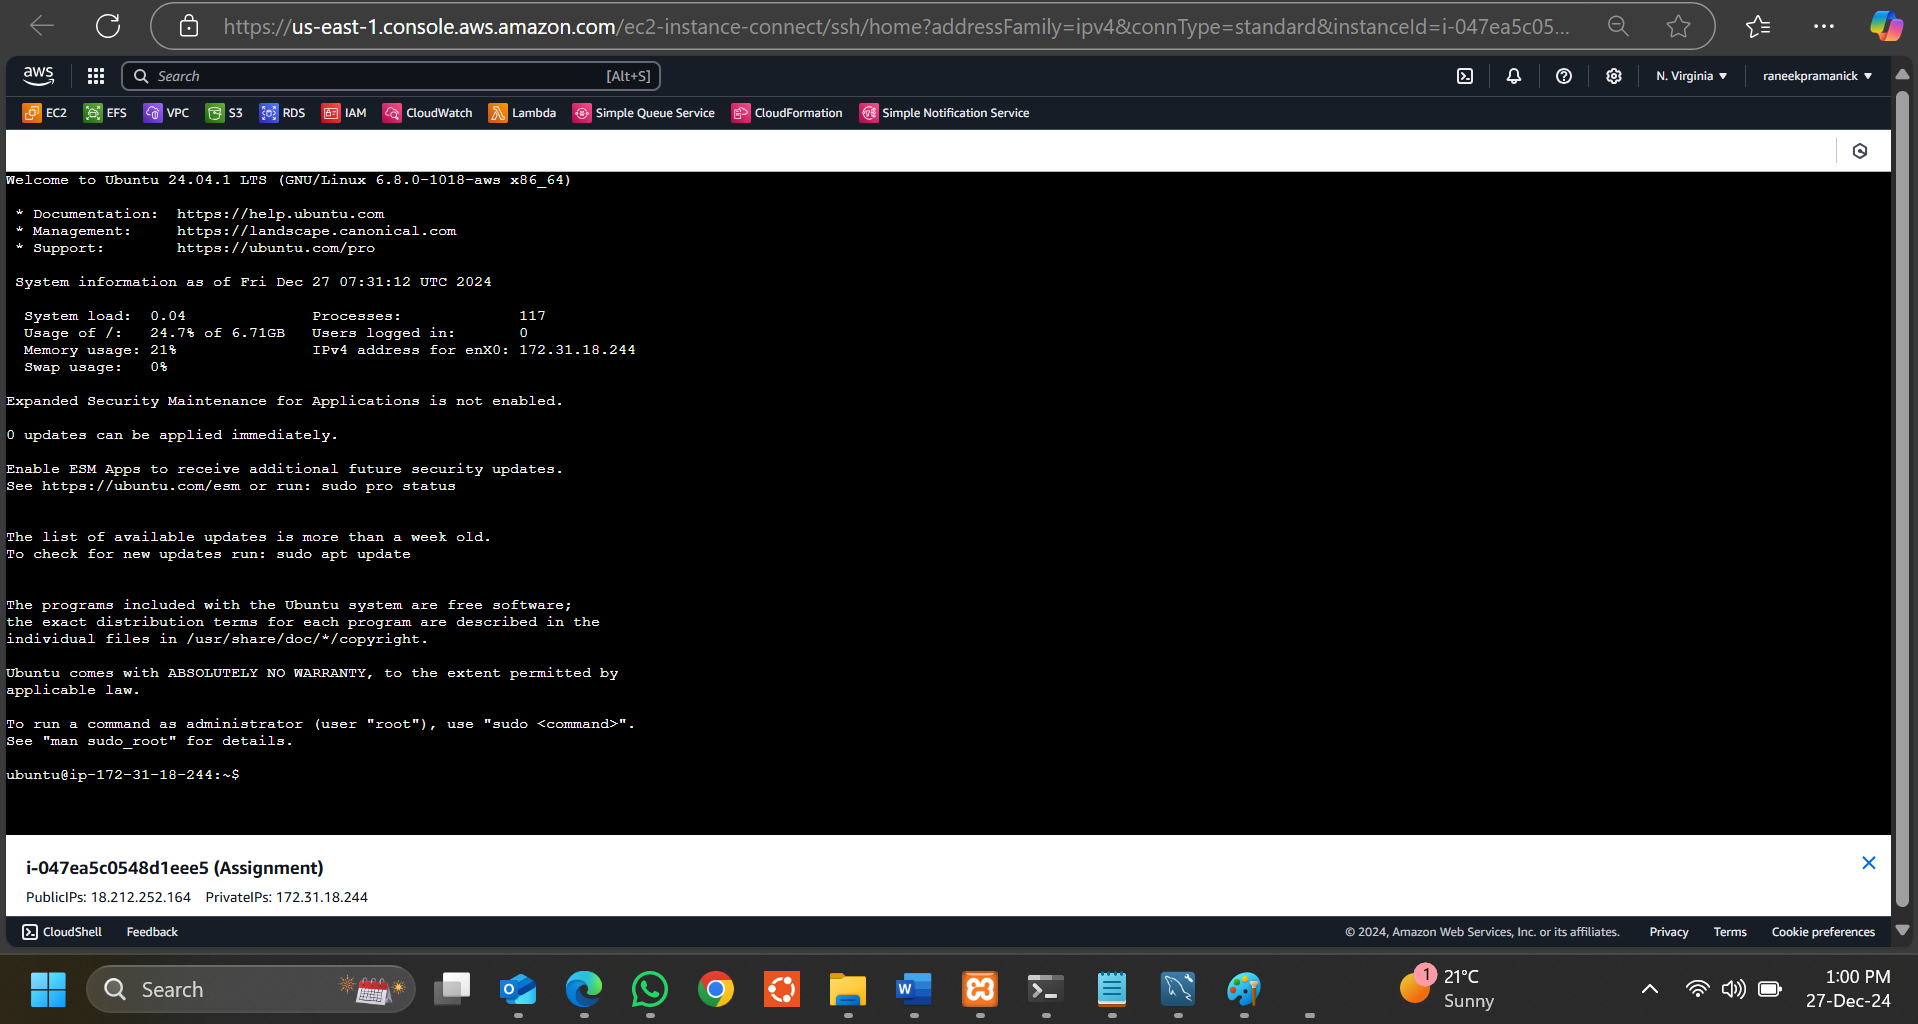 https://us-east-1.console.aws.amazon.com/ec2-instance-connect/ssh/home?addressFamily=ipv4&connType=standard&instanceId=i-047ea5c05...
aws Search [Alt+S] N. Virginia raneekpramanick
EC2 EFS VPC S3 RDS IAM CloudWatch Lambda Simple Queue Service CloudFormation Simple Notification Service
Welcome to Ubuntu 24.04.1 LTS (GNU/Linux 6.8.0-1018-aws x86_64)
* Documentation: https://help.ubuntu.com
* Management: https://landscape.canonical.com
* Support: https://ubuntu.com/pro
System information as of Fri Dec 27 07:31:12 UTC 2024
System load: 0.04 Processes: 117
Usage of /: 24.7% of 6.71GB Users logged in: 0
Memory usage: 21% IPv4 address for enX0: 172.31.18.244
Swap usage: 0%
Expanded Security Maintenance for Applications is not enabled.
0 updates can be applied immediately.
Enable ESM Apps to receive additional future security updates.
See https://ubuntu.com/esm or run: sudo pro status
The list of available updates is more than a week old.
To check for new updates run: sudo apt update
The programs included with the Ubuntu system are free software;
the exact distribution terms for each program are described in the
individual files in /usr/share/doc/*/copyright.
Ubuntu comes with ABSOLUTELY NO WARRANTY, to the extent permitted by
applicable law.
To run a command as administrator (user "root"), use "sudo <command>".
See "man sudo_root" for details.
ubuntu@ip-172-31-18-244:~$
i-047ea5c0548d1eee5 (Assignment)
PublicIPs: 18.212.252.164 PrivateIPs: 172.31.18.244
CloudShell Feedback © 2024, Amazon Web Services, Inc. or its affiliates. Privacy Terms Cookie preferences
Search 1 21°C 1:00 PM
Sunny 27-Dec-24